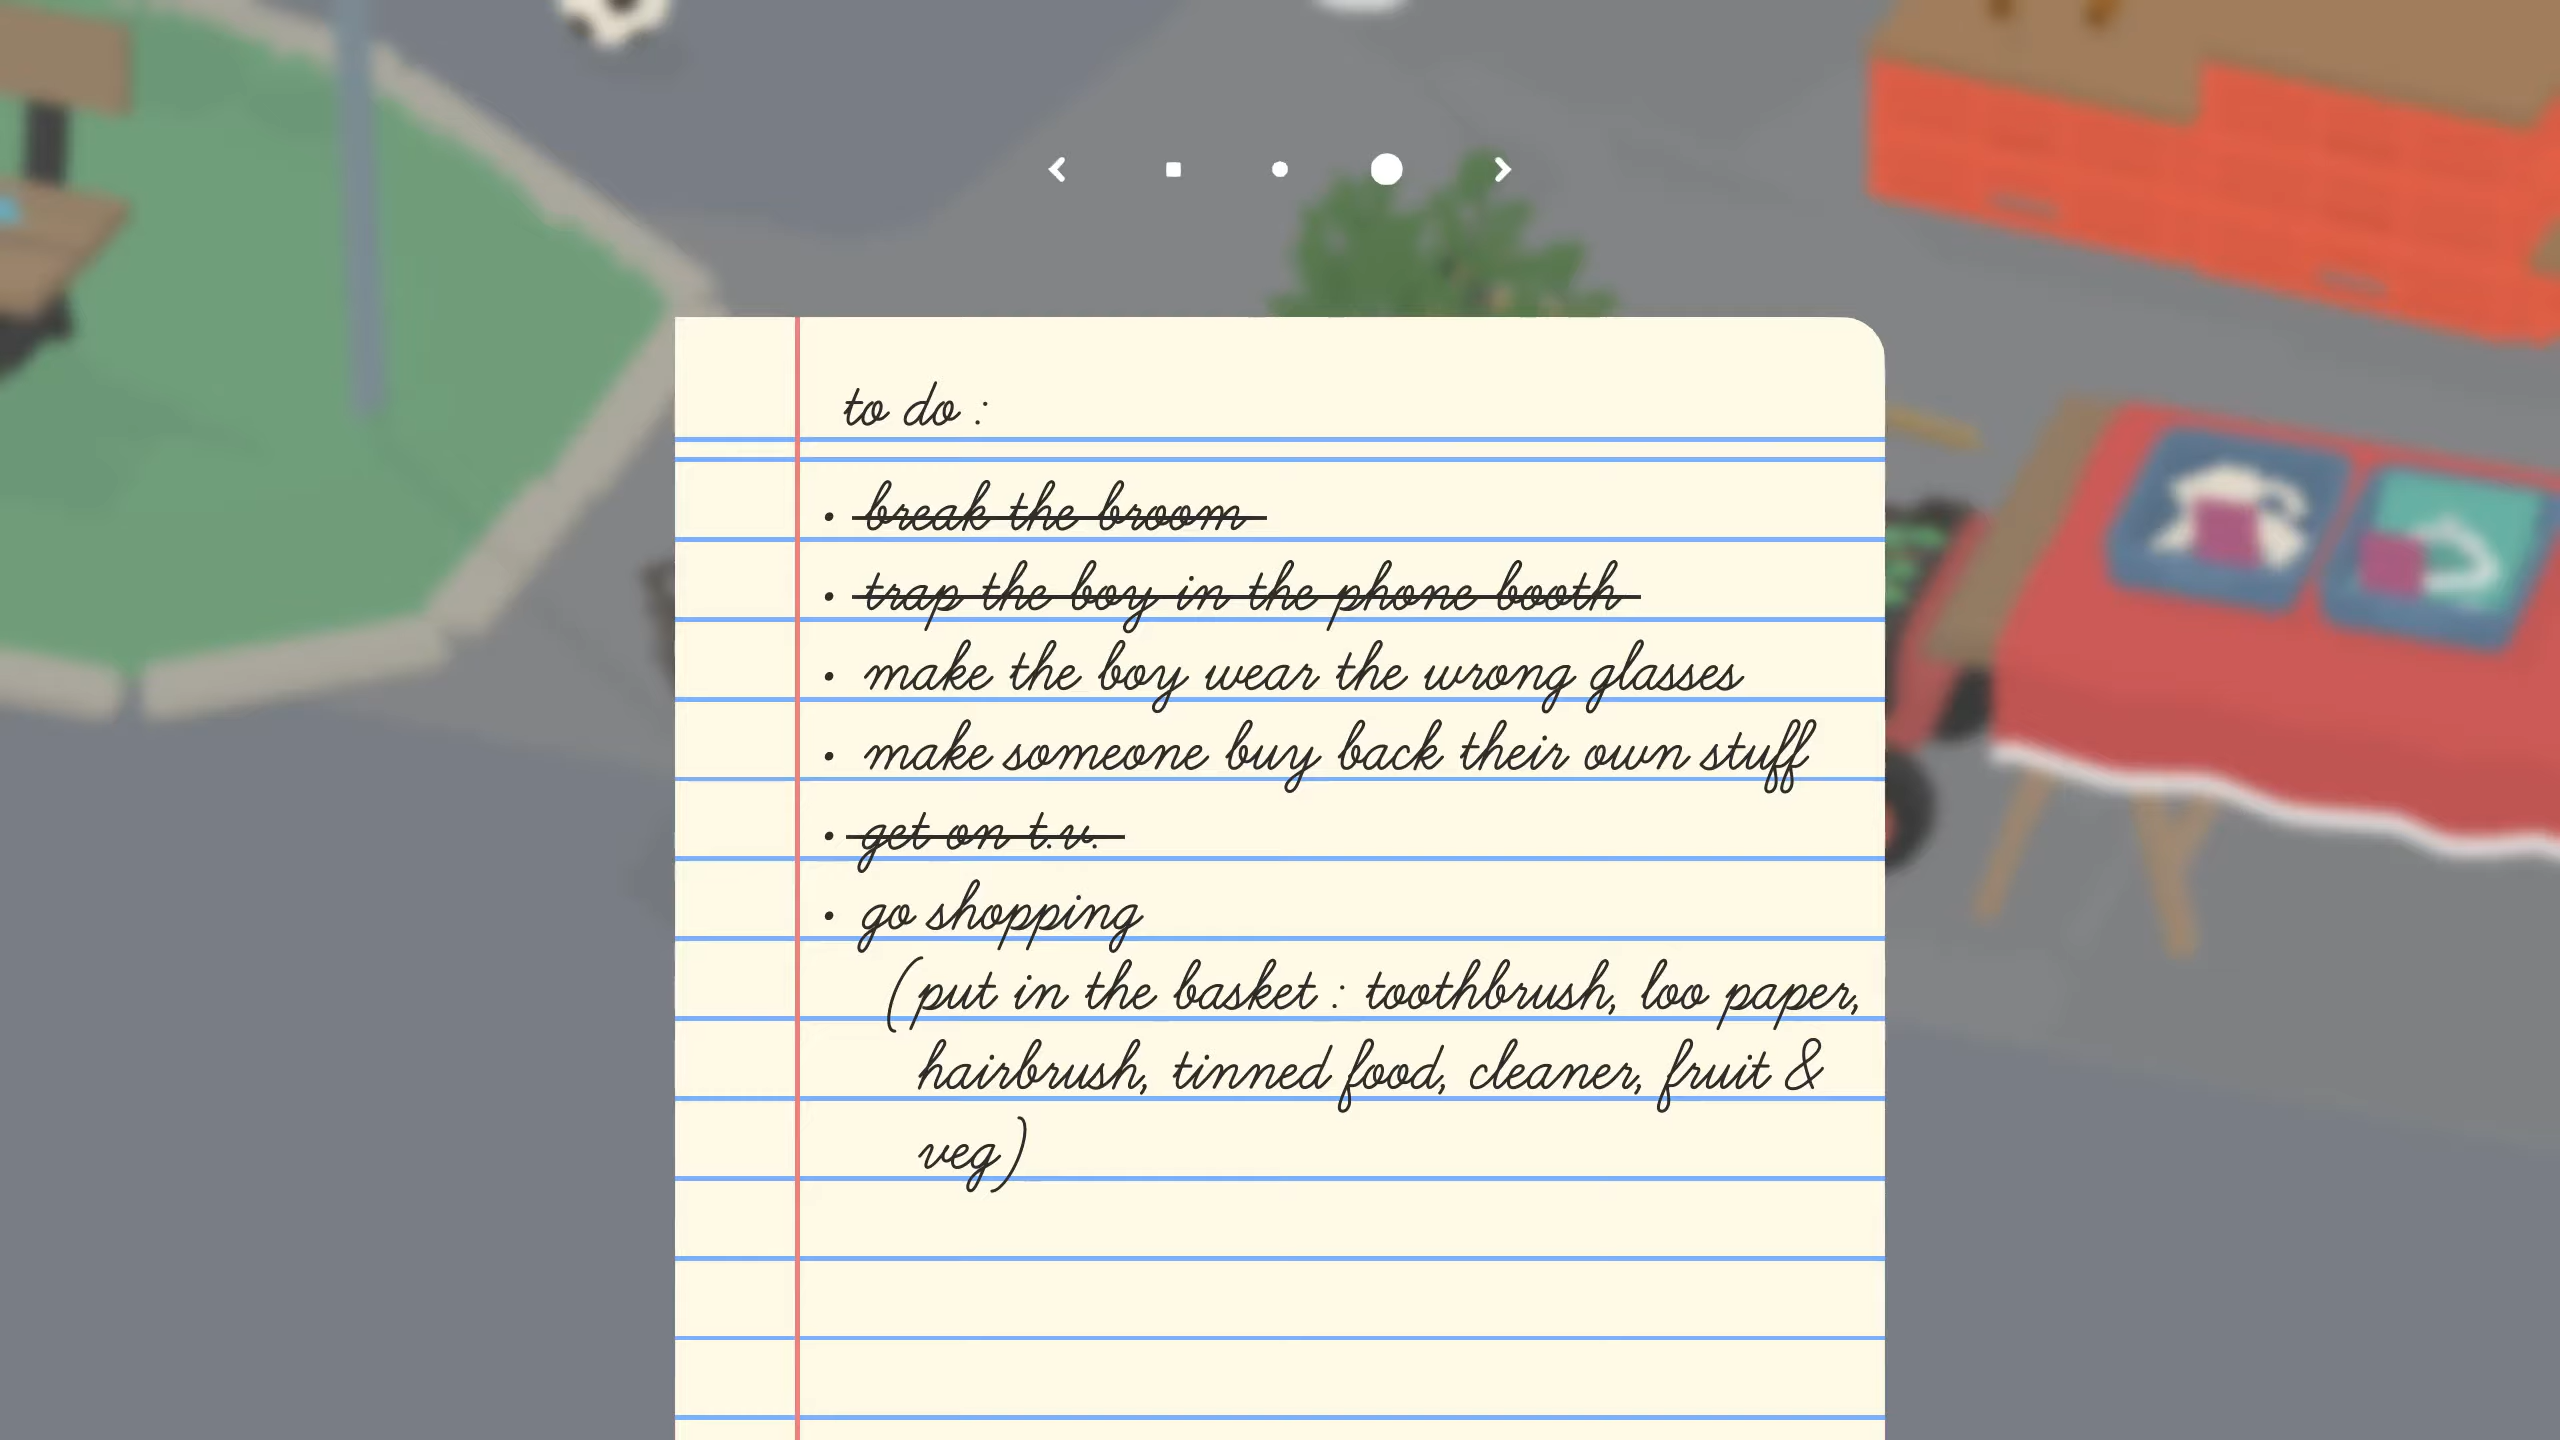 to do :
• break the broom
• trap the boy in the phone booth
• make the boy wear the wrong glasses
• make someone buy back their own stuff
• get on t.v.
• go shopping
(put in the basket : toothbrush, loo paper,
hairbrush, tinned food, cleaner, fruit &
veg)